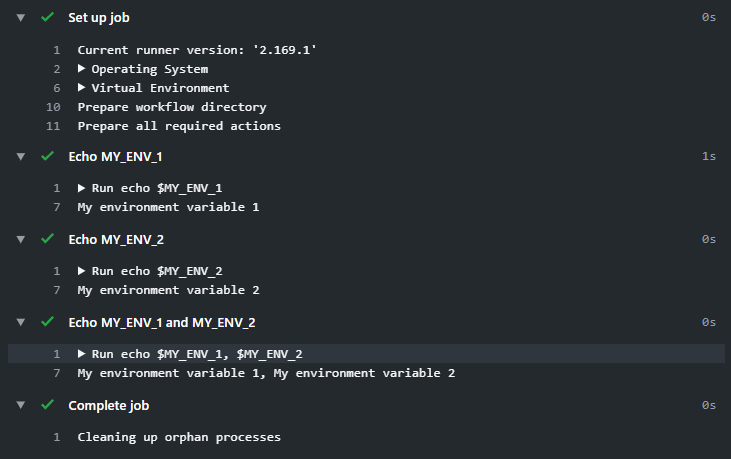 Set up job 0s
1 Current runner version: '2.169.1'
2 Operating System
6 Virtual Environment
10 Prepare workflow directory
11 Prepare all required actions
Echo MY_ENV_1 1s
1 Run echo $MY_ENV_1
7 My environment variable 1
Echo MY_ENV_2 0s
1 Run echo $MY_ENV_2
7 My environment variable 2
Echo MY_ENV_1 and MY_ENV_2 0s
1 Run echo $MY_ENV_1, $MY_ENV_2
7 My environment variable 1, My environment variable 2
Complete job 0s
1 Cleaning up orphan processes